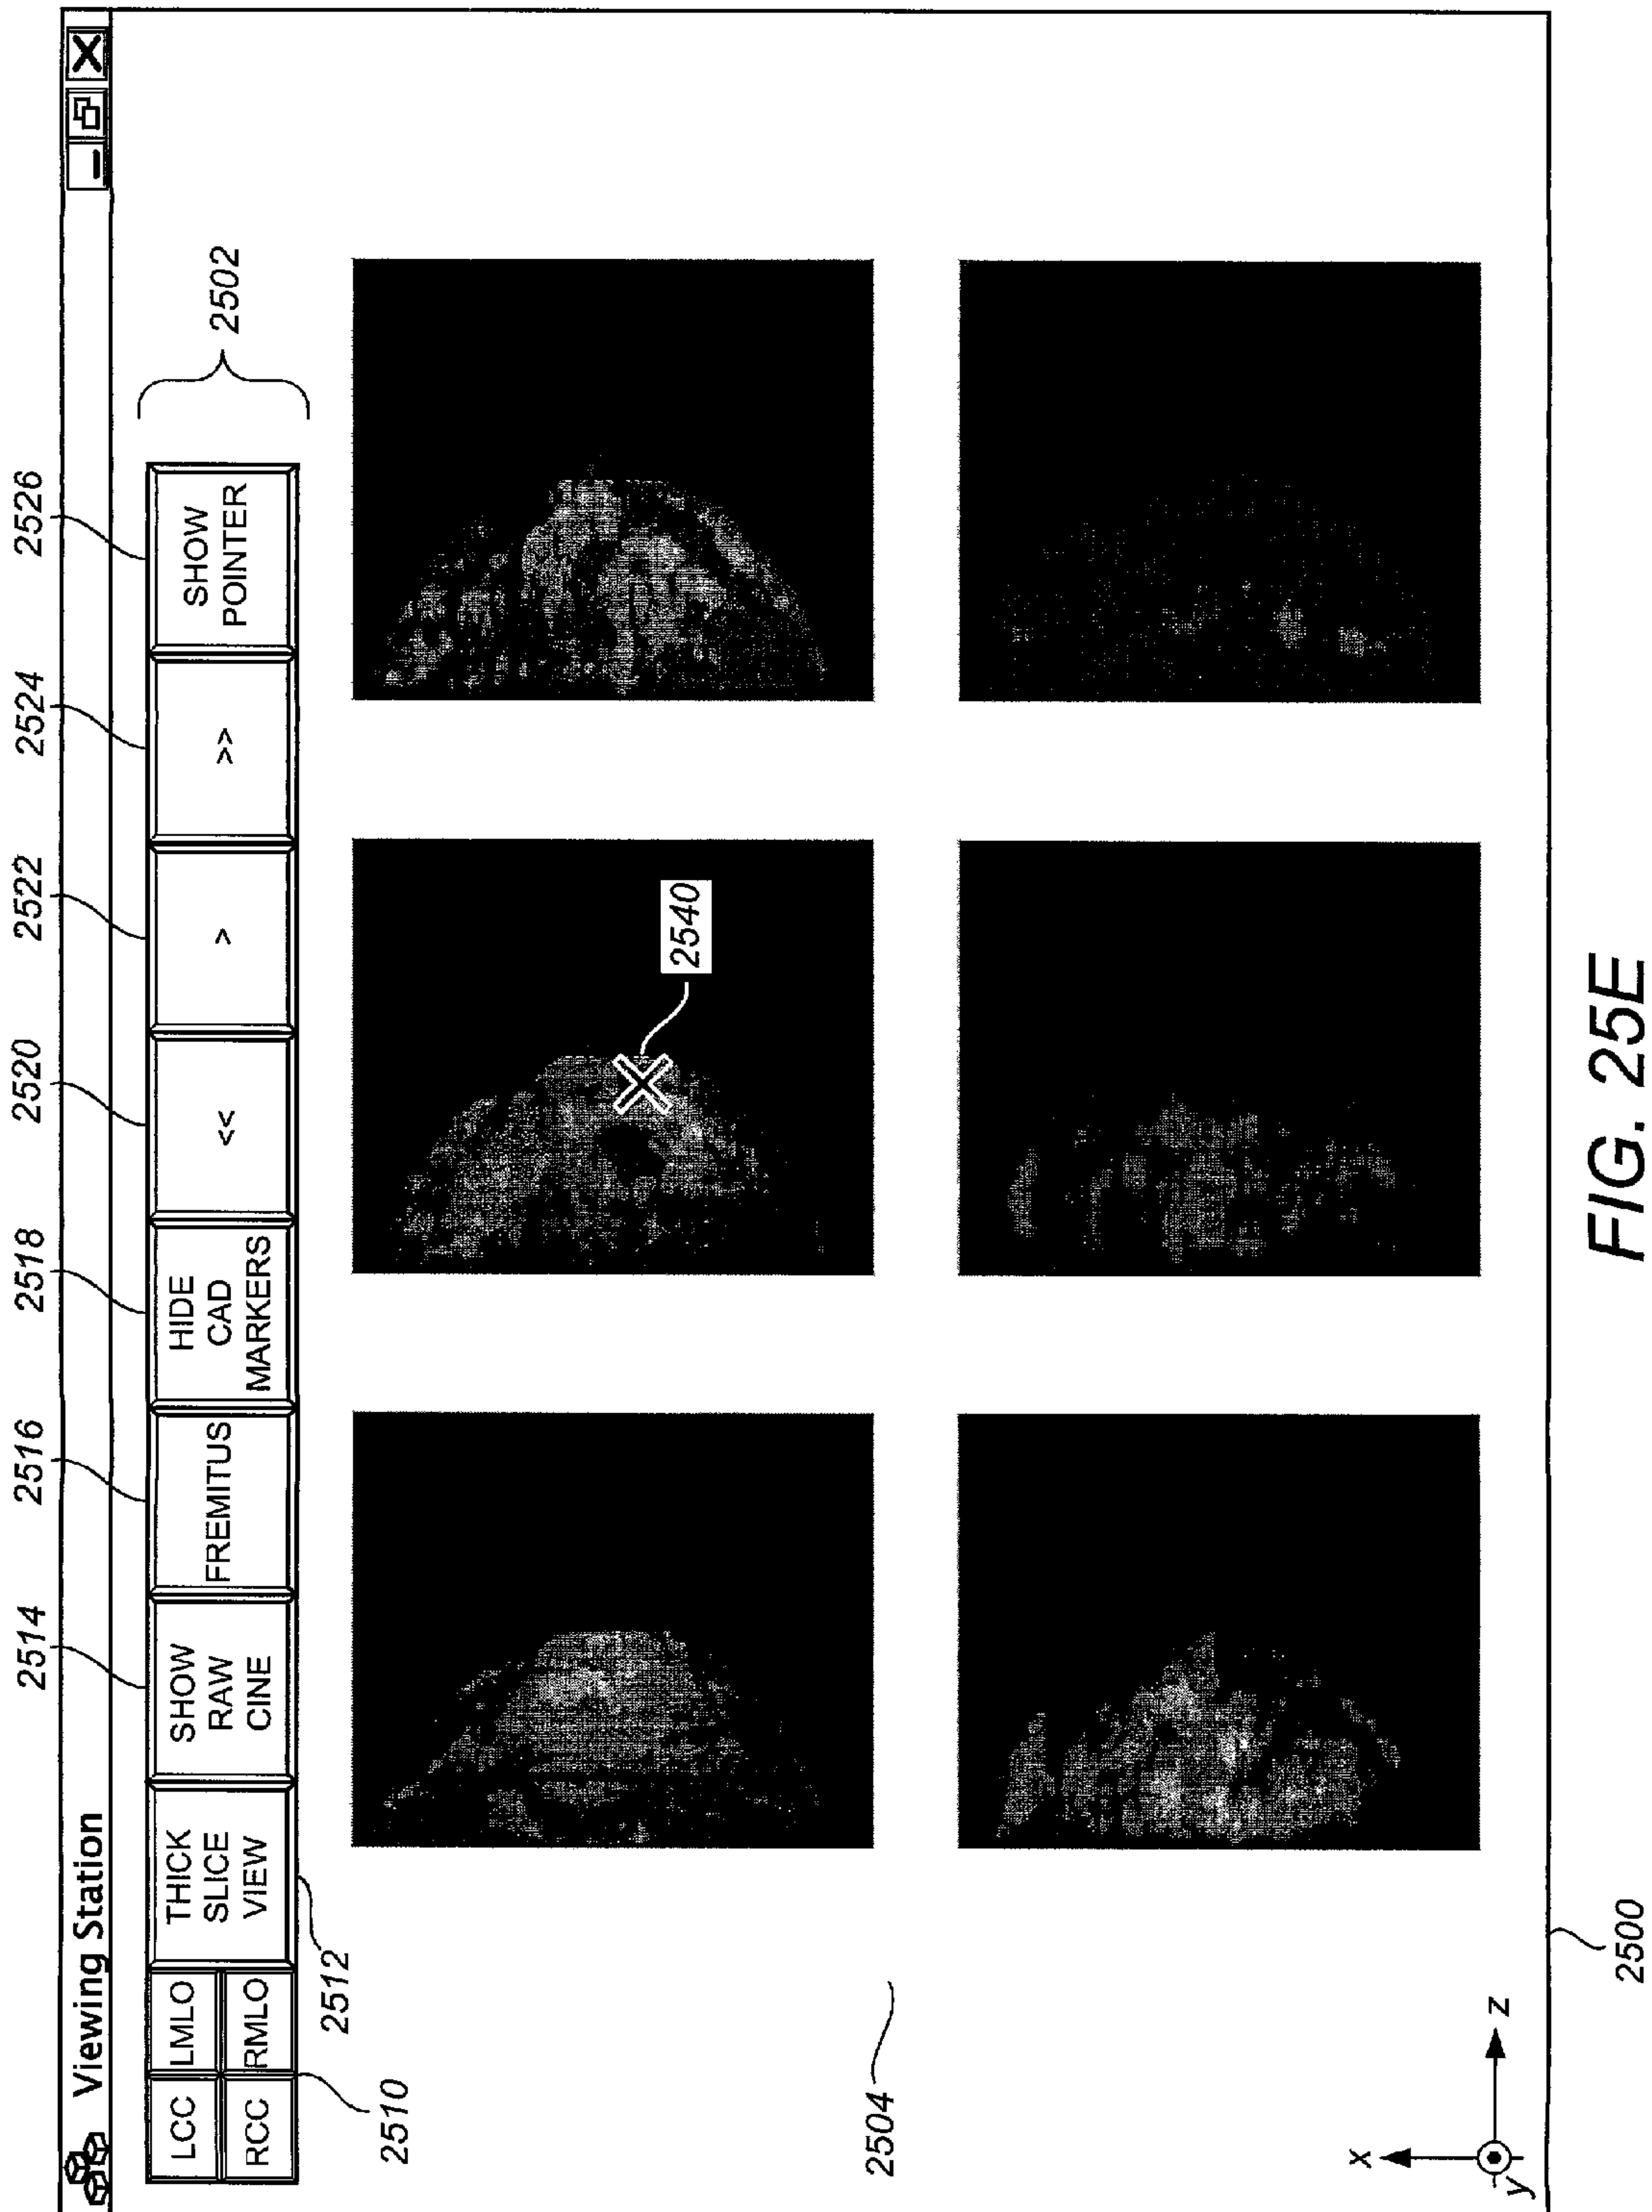 Viewing Station
2514 2516 2518 2520 2522 2524 2526
LCC LMLO
RCC RMLO
THICK
SLICE
VIEW
SHOW
RAW
CINE
FREMITUS
HIDE
CAD
MARKERS
<<
>
>>
SHOW
POINTER
2502
2510
2512
2540
2504
x
y
z
2500
FIG. 25E